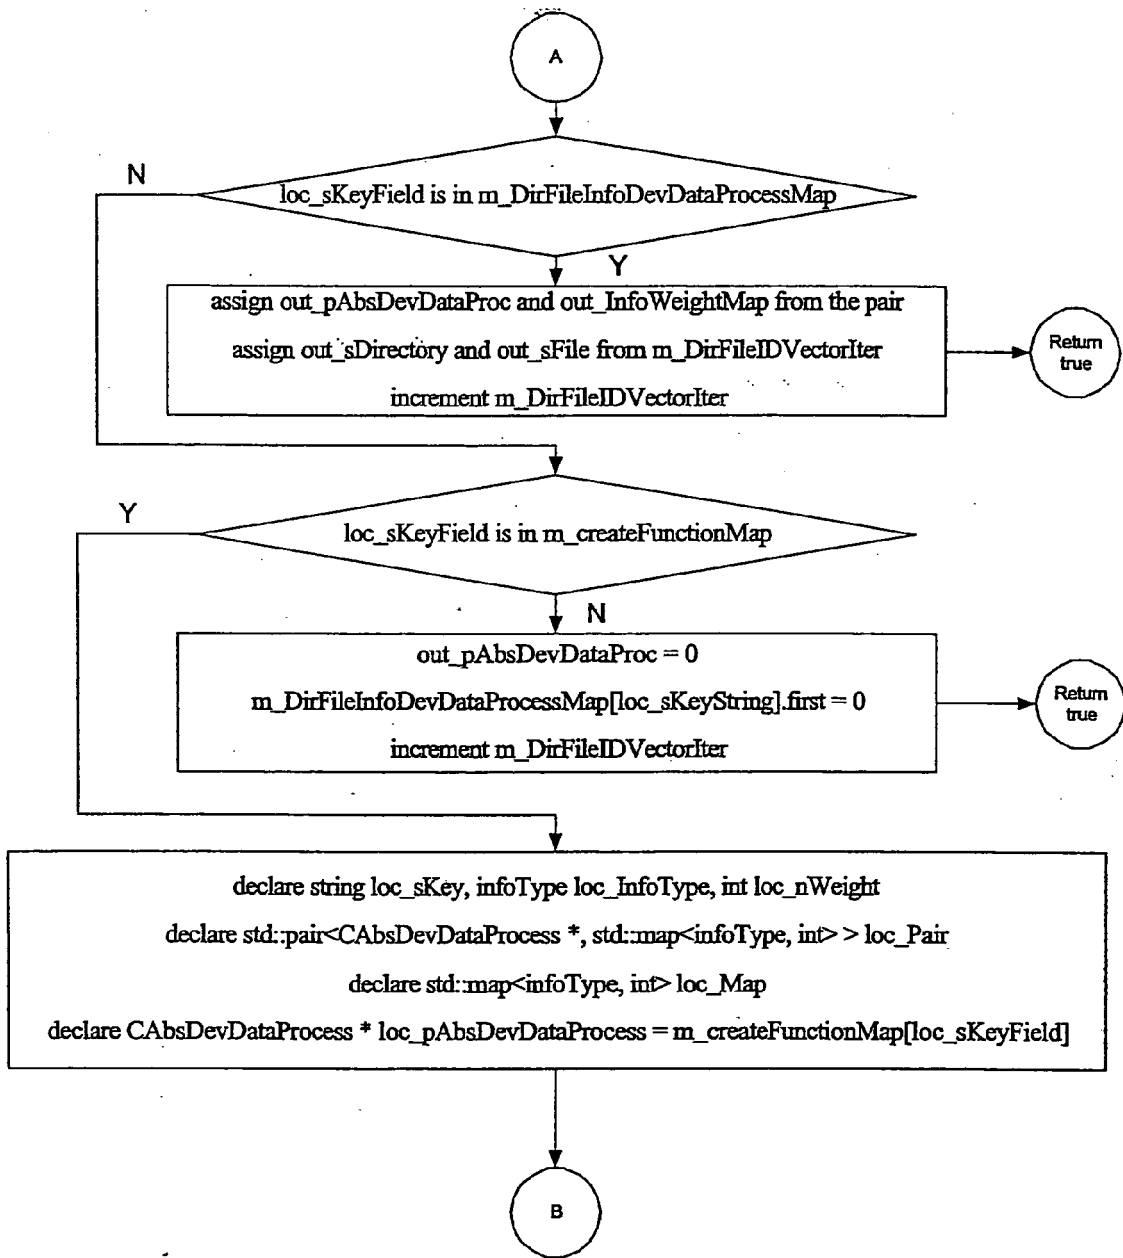 A
N
loc_sKeyField is in m_DirFileInfoDevDataProcessMap
Y
assign out_pAbsDevDataProc and out_InfoWeightMap from the pair
assign out_sDirectory and out_sFile from m_DirFileIDVectorIter
increment m_DirFileIDVectorIter
Return
true
Y
loc_sKeyField is in m_createFunctionMap
N
out_pAbsDevDataProc = 0
m_DirFileInfoDevDataProcessMap[loc_sKeyString].first = 0
increment m_DirFileIDVectorIter
Return
true
declare string loc_sKey, infoType loc_InfoType, int loc_nWeight
declare std::pair<CAbsDevDataProcess *, std::map<infoType, int> > loc_Pair
declare std::map<infoType, int> loc_Map
declare CAbsDevDataProcess * loc_pAbsDevDataProcess = m_createFunctionMap[loc_sKeyField]
B